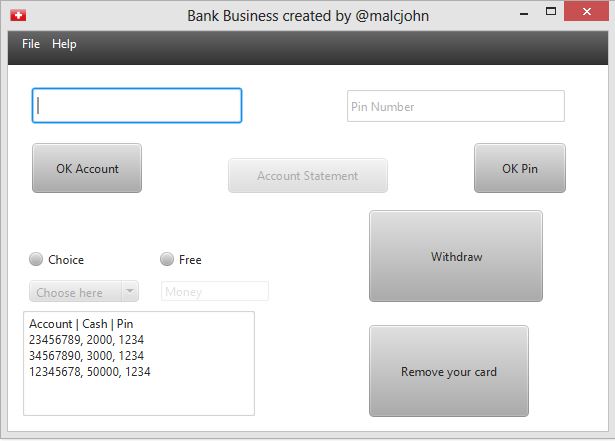 Bank Business created by @malcjohn
File Help
Pin Number
OK Account
Account Statement
OK Pin
Choice
Free
Withdraw
Choose here
Money
Account | Cash | Pin
23456789, 2000, 1234
34567890, 3000, 1234
12345678, 50000, 1234
Remove your card